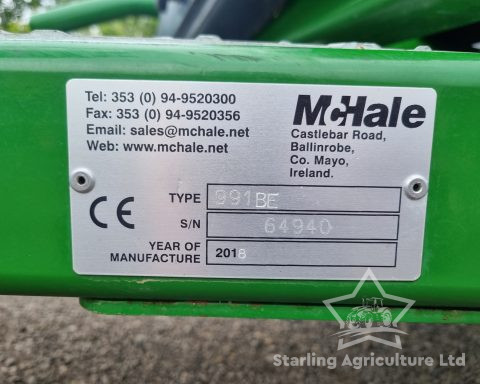 Tel: 353 (0) 94-9520300
Fax: 353 (0) 94-9520356
Email: sales@mchale.net
Web: www.mchale.net
McHale
Castlebar Road,
Ballinrobe,
Co. Mayo,
Ireland.
CE
TYPE 991BE
S/N 64940
YEAR OF
MANUFACTURE 2018
Starling Agriculture Ltd